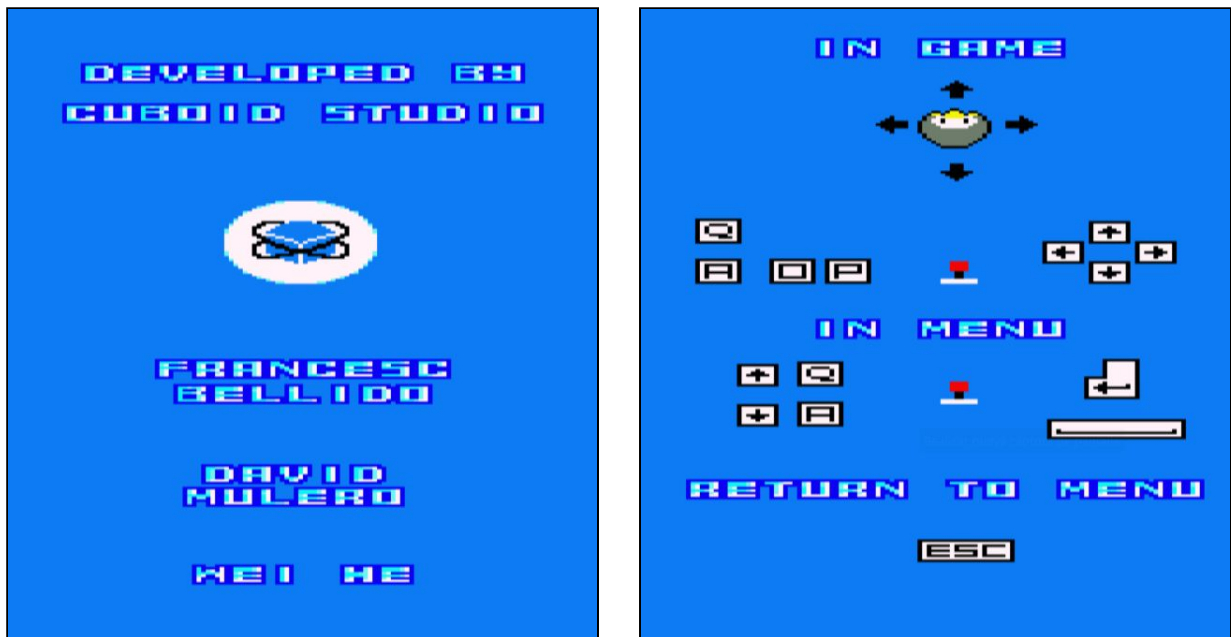 DEVELOPED BY
CUBOID STUDIO
FRANCESC
BELLIDO
DAVID
MULERO
WEI HE
IN GAME
Q
A O P
IN MENU
Q
A
RETURN TO MENU
ESC